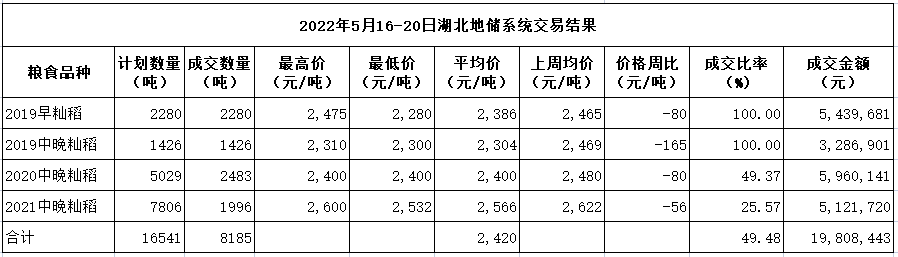 2022年5月16-20日湖北地储系统交易结果
粮食品种 计划数量（吨） 成交数量（吨） 最高价（元/吨） 最低价（元/吨） 平均价（元/吨） 上周均价（元/吨） 价格周比（元/吨） 成交比率（%） 成交金额（元）
2019早籼稻 2280 2280 2,475 2,280 2,386 2,465 -80 100.00 5,439,681
2019中晚籼稻 1426 1426 2,310 2,300 2,304 2,469 -165 100.00 3,286,901
2020中晚籼稻 5029 2483 2,400 2,400 2,400 2,480 -80 49.37 5,960,141
2021中晚籼稻 7806 1996 2,600 2,532 2,566 2,622 -56 25.57 5,121,720
合计 16541 8185 2,420 49.48 19,808,443